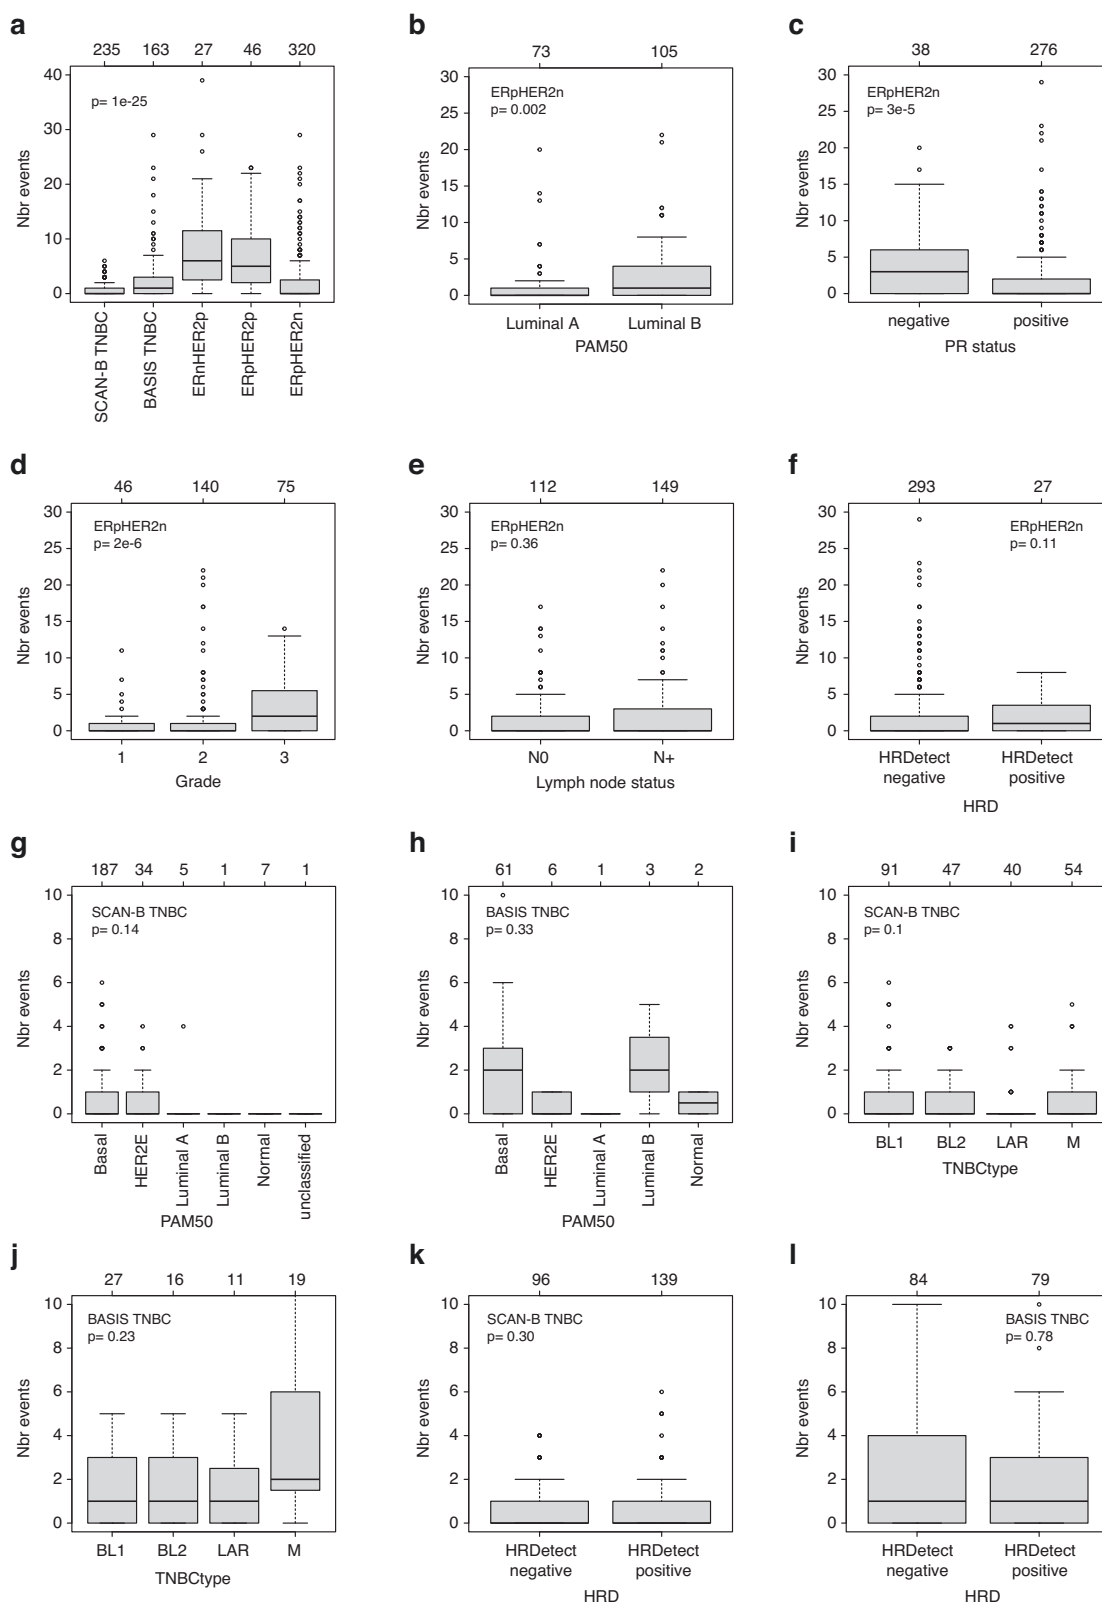 a
235 163 27 46 320
p= 1e-25
Nbr events
40
30
20
10
0
SCAN-B TNBC
BASIS TNBC
ERnHER2p
ERpHER2p
ERpHER2n
b
73 105
ERpHER2n
p= 0.002
Nbr events
30
25
20
15
10
5
0
Luminal A Luminal B
PAM50
c
38 276
ERpHER2n
p= 3e-5
Nbr events
30
25
20
15
10
5
0
negative positive
PR status
d
46 140 75
ERpHER2n
p= 2e-6
Nbr events
30
25
20
15
10
5
0
1 2 3
Grade
e
112 149
ERpHER2n
p= 0.36
Nbr events
30
25
20
15
10
5
0
N0 N+
Lymph node status
f
293 27
ERpHER2n
p= 0.11
Nbr events
30
25
20
15
10
5
0
HRDetect HRDetect
negative positive
HRD
g
187 34 5 1 7 1
SCAN-B TNBC
p= 0.14
Nbr events
10
8
6
4
2
0
Basal
HER2E
Luminal A
Luminal B
Normal
unclassified
PAM50
h
61 6 1 3 2
BASIS TNBC
p= 0.33
Nbr events
10
8
6
4
2
0
Basal
HER2E
Luminal A
Luminal B
Normal
PAM50
i
91 47 40 54
SCAN-B TNBC
p= 0.1
Nbr events
10
8
6
4
2
0
BL1 BL2 LAR M
TNBCtype
j
27 16 11 19
BASIS TNBC
p= 0.23
Nbr events
10
8
6
4
2
0
BL1 BL2 LAR M
TNBCtype
k
96 139
SCAN-B TNBC
p= 0.30
Nbr events
10
8
6
4
2
0
HRDetect HRDetect
negative positive
HRD
l
84 79
BASIS TNBC
p= 0.78
Nbr events
10
8
6
4
2
0
HRDetect HRDetect
negative positive
HRD